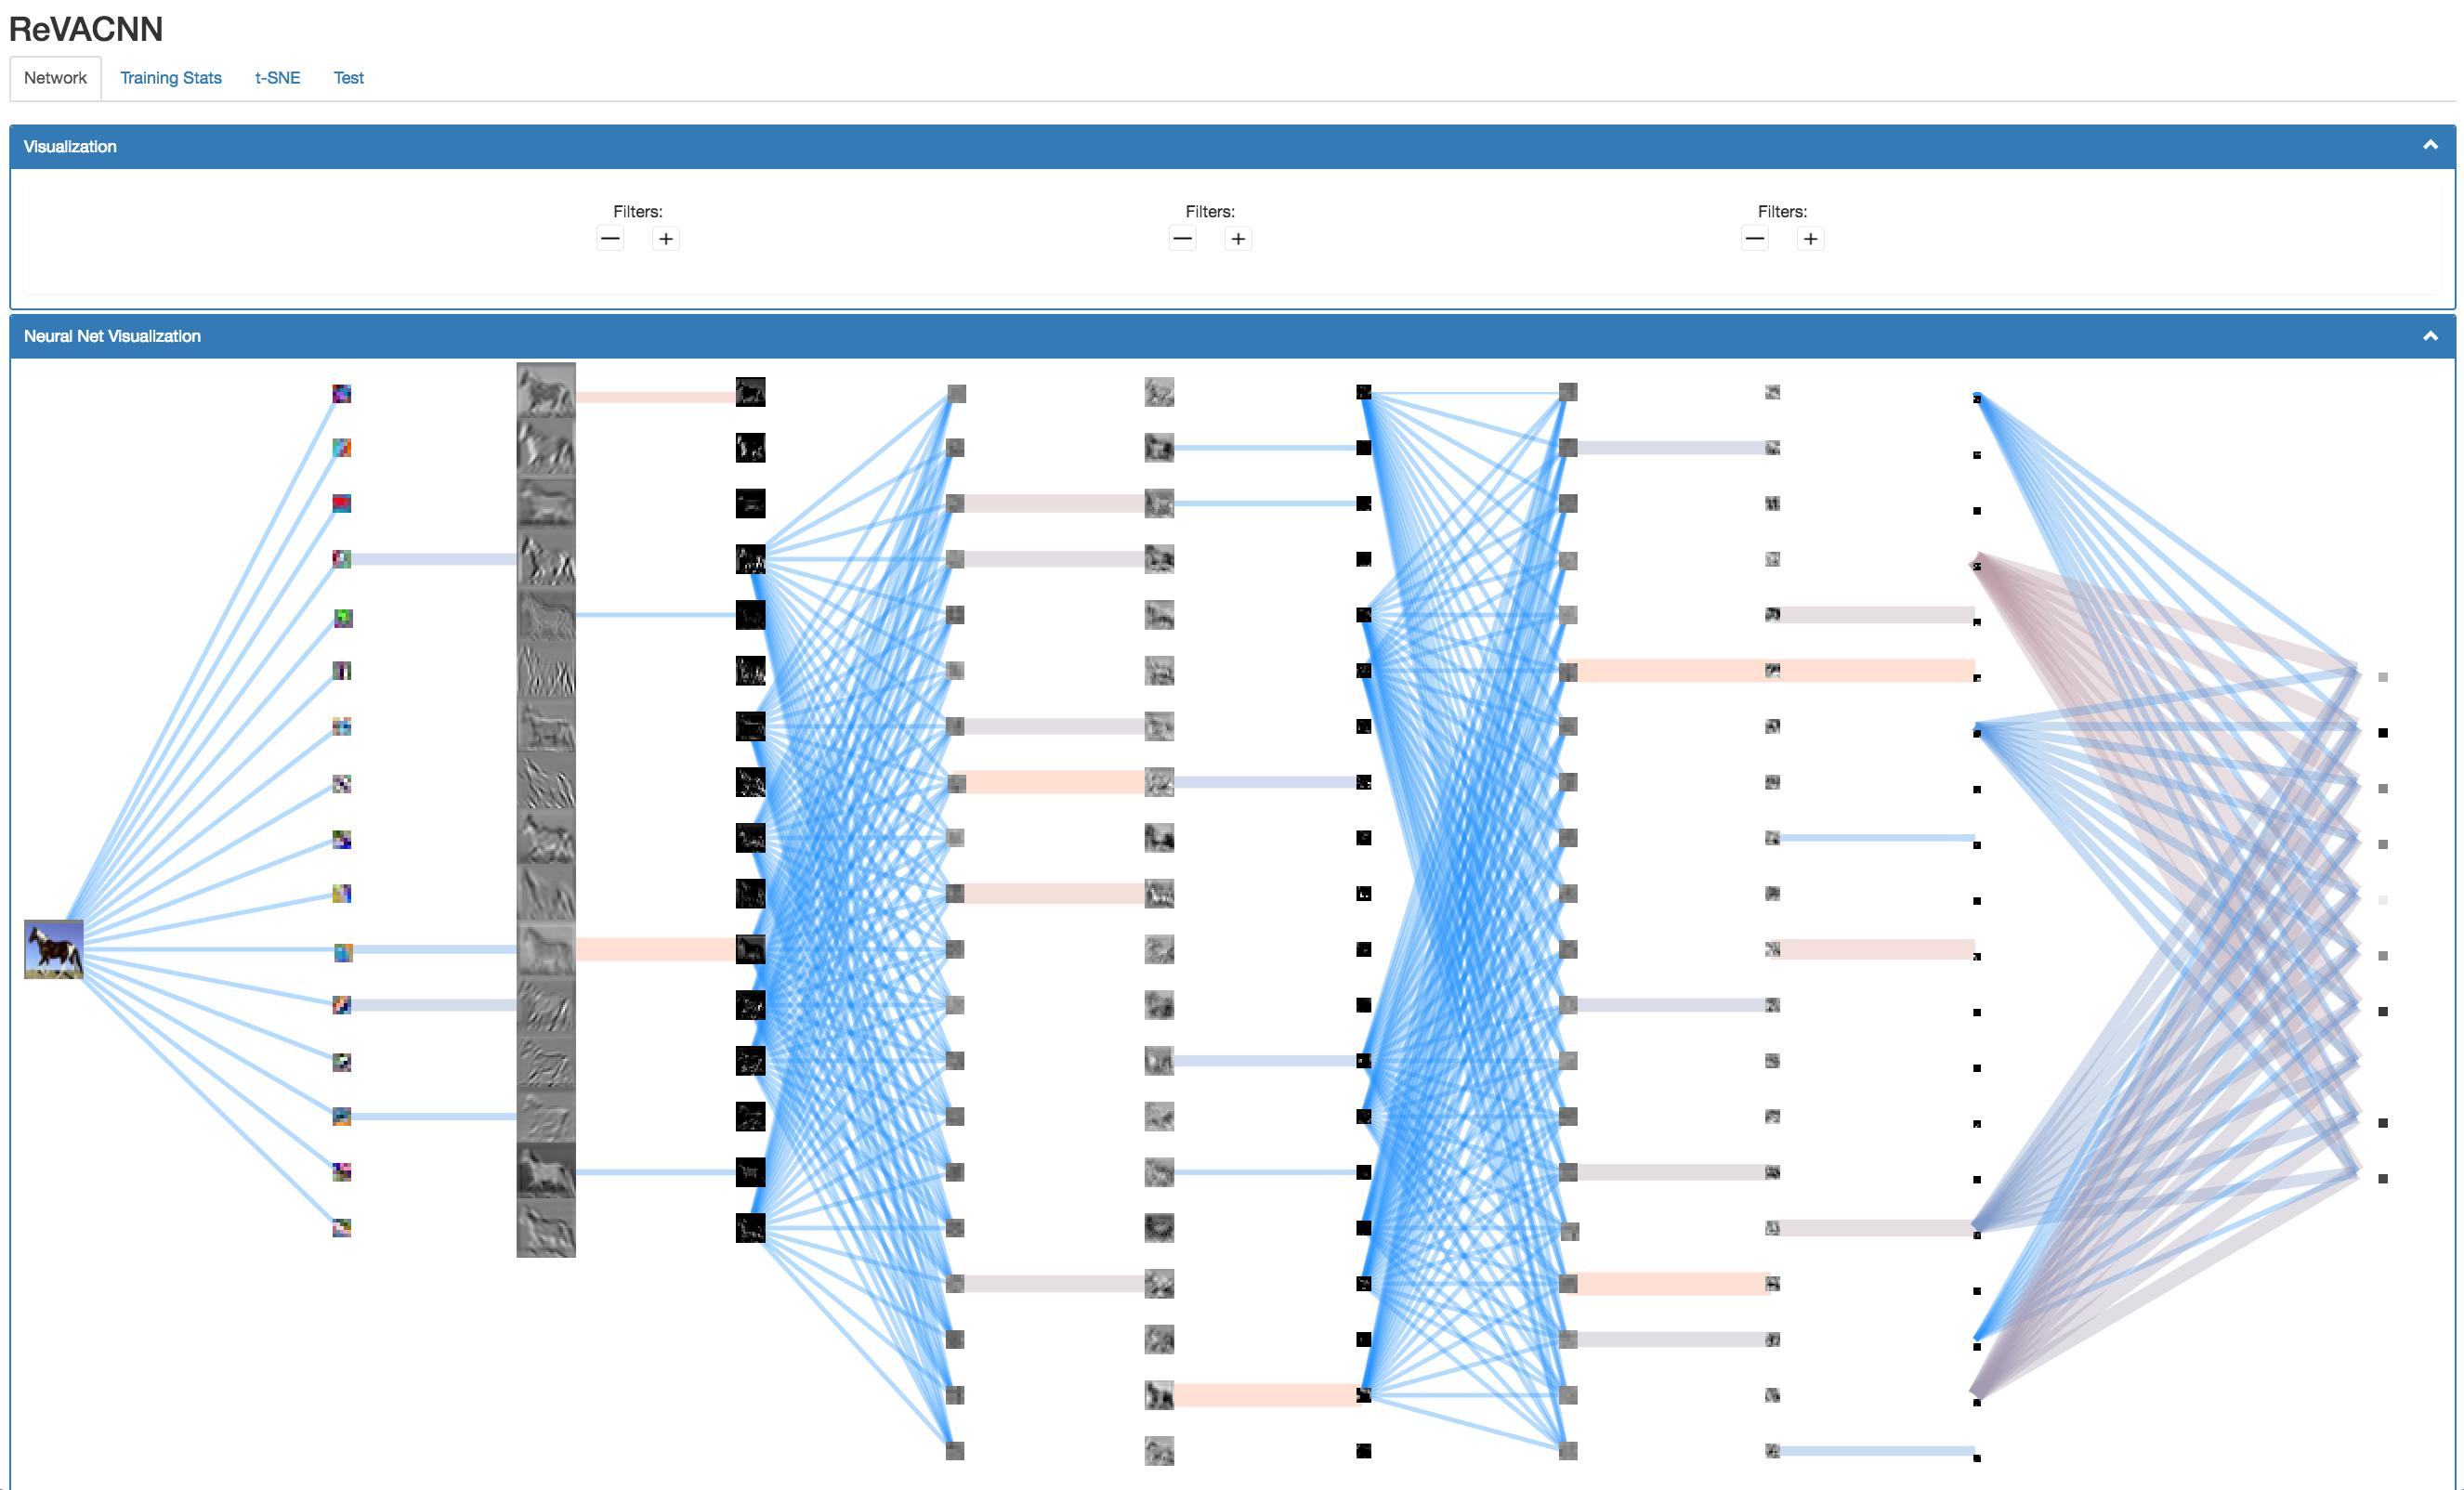 ReVACNN
Network Training Stats t-SNE Test
Visualization
Filters: Filters: Filters:
— + — + — +
Neural Net Visualization